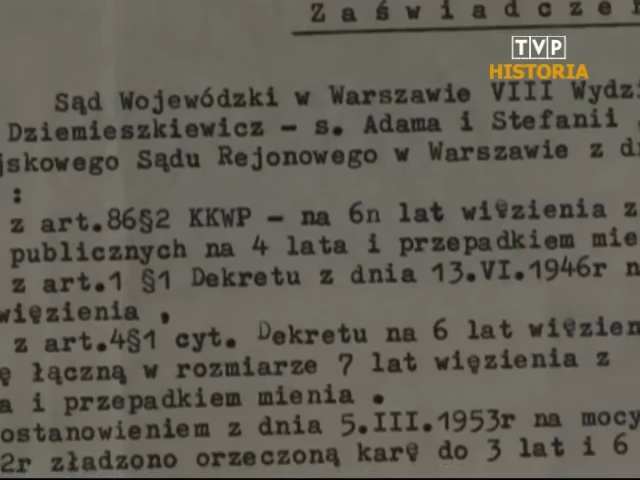 Zaświadcze
TVP
HISTORIA
Sąd Wojewódzki w Warszawie VIII Wydzi
Dziemieszkiewicz - s. Adama i Stefanii
jskowego Sądu Rejonowego w Warszawie z d
:
z art.86§2 KKWP - na 6n lat więzienia z
publicznych na 4 lata i przepadkiem mie
z art.1 §1 Dekretu z dnia 13.VI.1946r n
więzienia ,
z art.4§1 cyt. Dekretu na 6 lat więzien
ę łączną w rozmiarze 7 lat więzienia z
a i przepadkiem mienia .
ostanowieniem z dnia 5.III.1953r na mocy
2r złądzono orzeczoną karę do 3 lat i 6